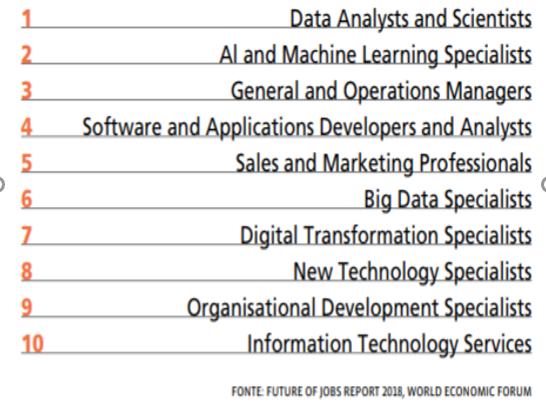 1 Data Analysts and Scientists
2 AI and Machine Learning Specialists
3 General and Operations Managers
4 Software and Applications Developers and Analysts
5 Sales and Marketing Professionals
6 Big Data Specialists
7 Digital Transformation Specialists
8 New Technology Specialists
9 Organisational Development Specialists
10 Information Technology Services
FONTE: FUTURE OF JOBS REPORT 2018, WORLD ECONOMIC FORUM